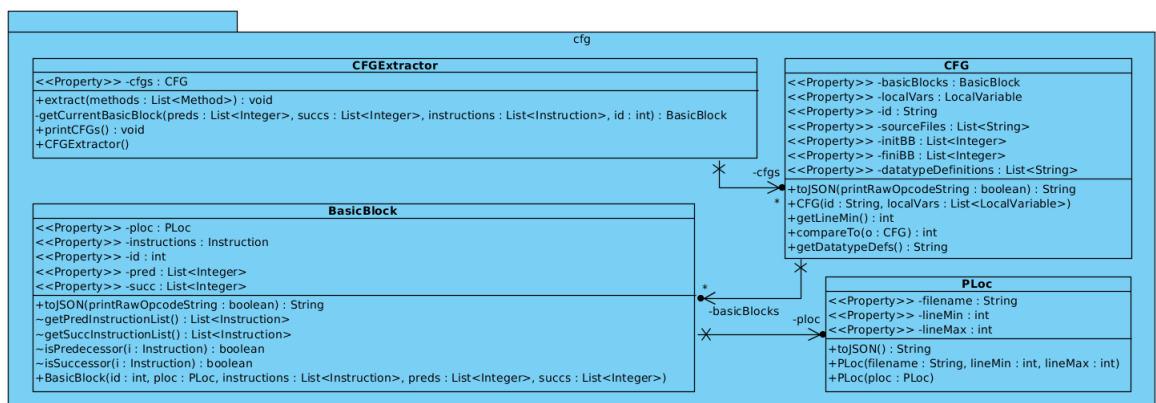 cfg
CFGExtractor
<<Property>> -cfgs : CFG
+extract(methods : List<Method>) : void
-getCurrentBasicBlock(preds : List<Integer>, succs : List<Integer>, instructions : List<Instruction>, id : int) : BasicBlock
+printCFGs() : void
+CFGExtractor()
CFG
<<Property>> -basicBlocks : BasicBlock
<<Property>> -localVars : LocalVariable
<<Property>> -id : String
<<Property>> -sourceFiles : List<String>
<<Property>> -initBB : List<Integer>
<<Property>> -finiBB : List<Integer>
<<Property>> -datatypeDefinitions : List<String>
+toJSON(printRawOpcodeString : boolean) : String
+CFG(id : String, localVars : List<LocalVariable>)
+getLineMin() : int
+compareTo(o : CFG) : int
+getDatatypeDefs() : String
-cfgs
*
BasicBlock
<<Property>> -ploc : PLoc
<<Property>> -instructions : Instruction
<<Property>> -id : int
<<Property>> -pred : List<Integer>
<<Property>> -succ : List<Integer>
+toJSON(printRawOpcodeString : boolean) : String
~getPredInstructionList() : List<Instruction>
~getSuccInstructionList() : List<Instruction>
~isPredecessor(i : Instruction) : boolean
~isSuccessor(i : Instruction) : boolean
+BasicBlock(id : int, ploc : PLoc, instructions : List<Instruction>, preds : List<Integer>, succs : List<Integer>)
*
-basicBlocks
-ploc
PLoc
<<Property>> -filename : String
<<Property>> -lineMin : int
<<Property>> -lineMax : int
+toJSON() : String
+PLoc(filename : String, lineMin : int, lineMax : int)
+PLoc(ploc : PLoc)